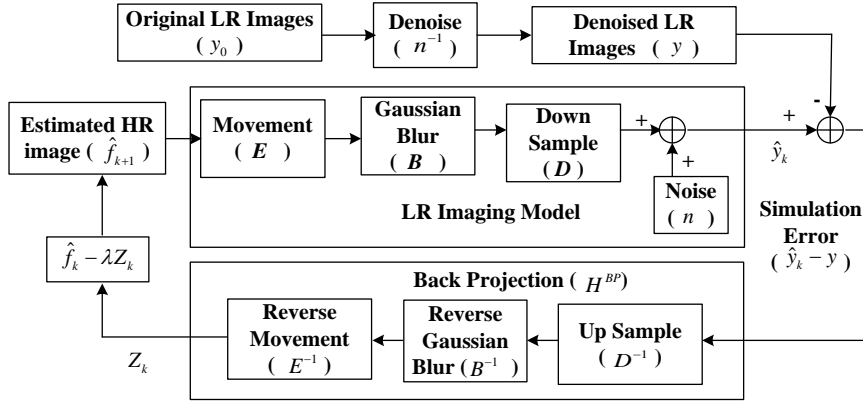 Original LR Images
( y₀ )
Denoise
( n⁻¹ )
Denoised LR
Images ( y )
-
Estimated HR
image ( f̂ₖ₊₁ )
Movement
( E )
Gaussian
Blur
( B )
Down
Sample
( D )
+
+
Noise
( n )
LR Imaging Model
+
ŷₖ
Simulation
Error
( ŷₖ − y )
f̂ₖ − λZₖ
Back Projection ( Hᴮᴾ )
Reverse
Movement
( E⁻¹ )
Reverse
Gaussian
Blur ( B⁻¹ )
Up Sample
( D⁻¹ )
Zₖ